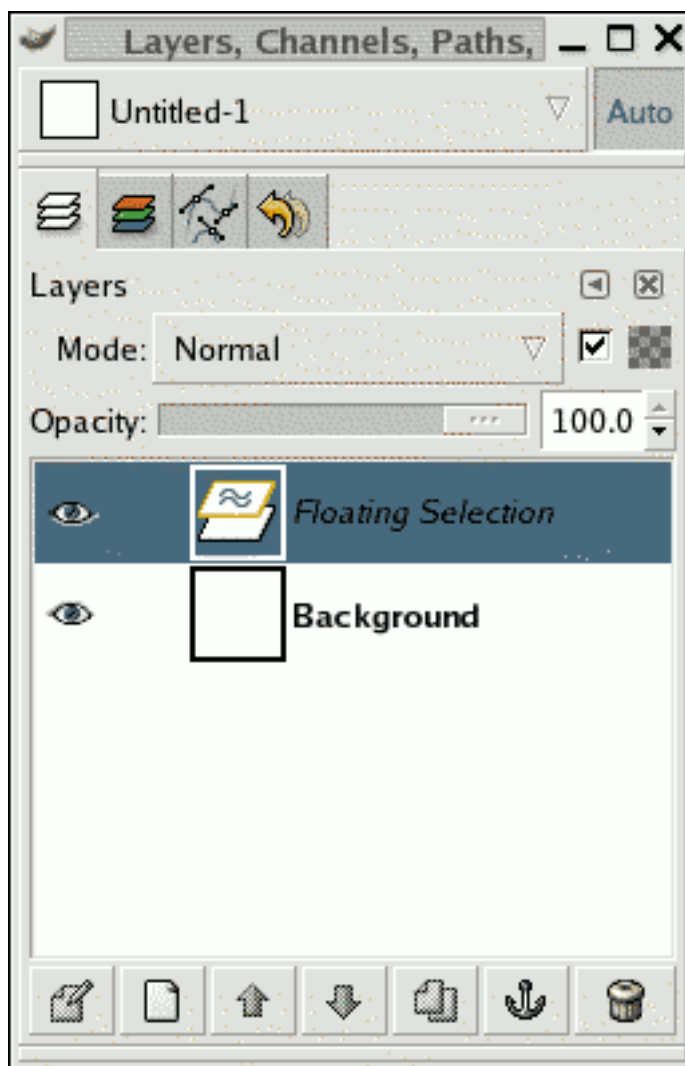 Layers, Channels, Paths,
Untitled-1 Auto
Layers
Mode: Normal
Opacity: 100.0
Floating Selection
Background